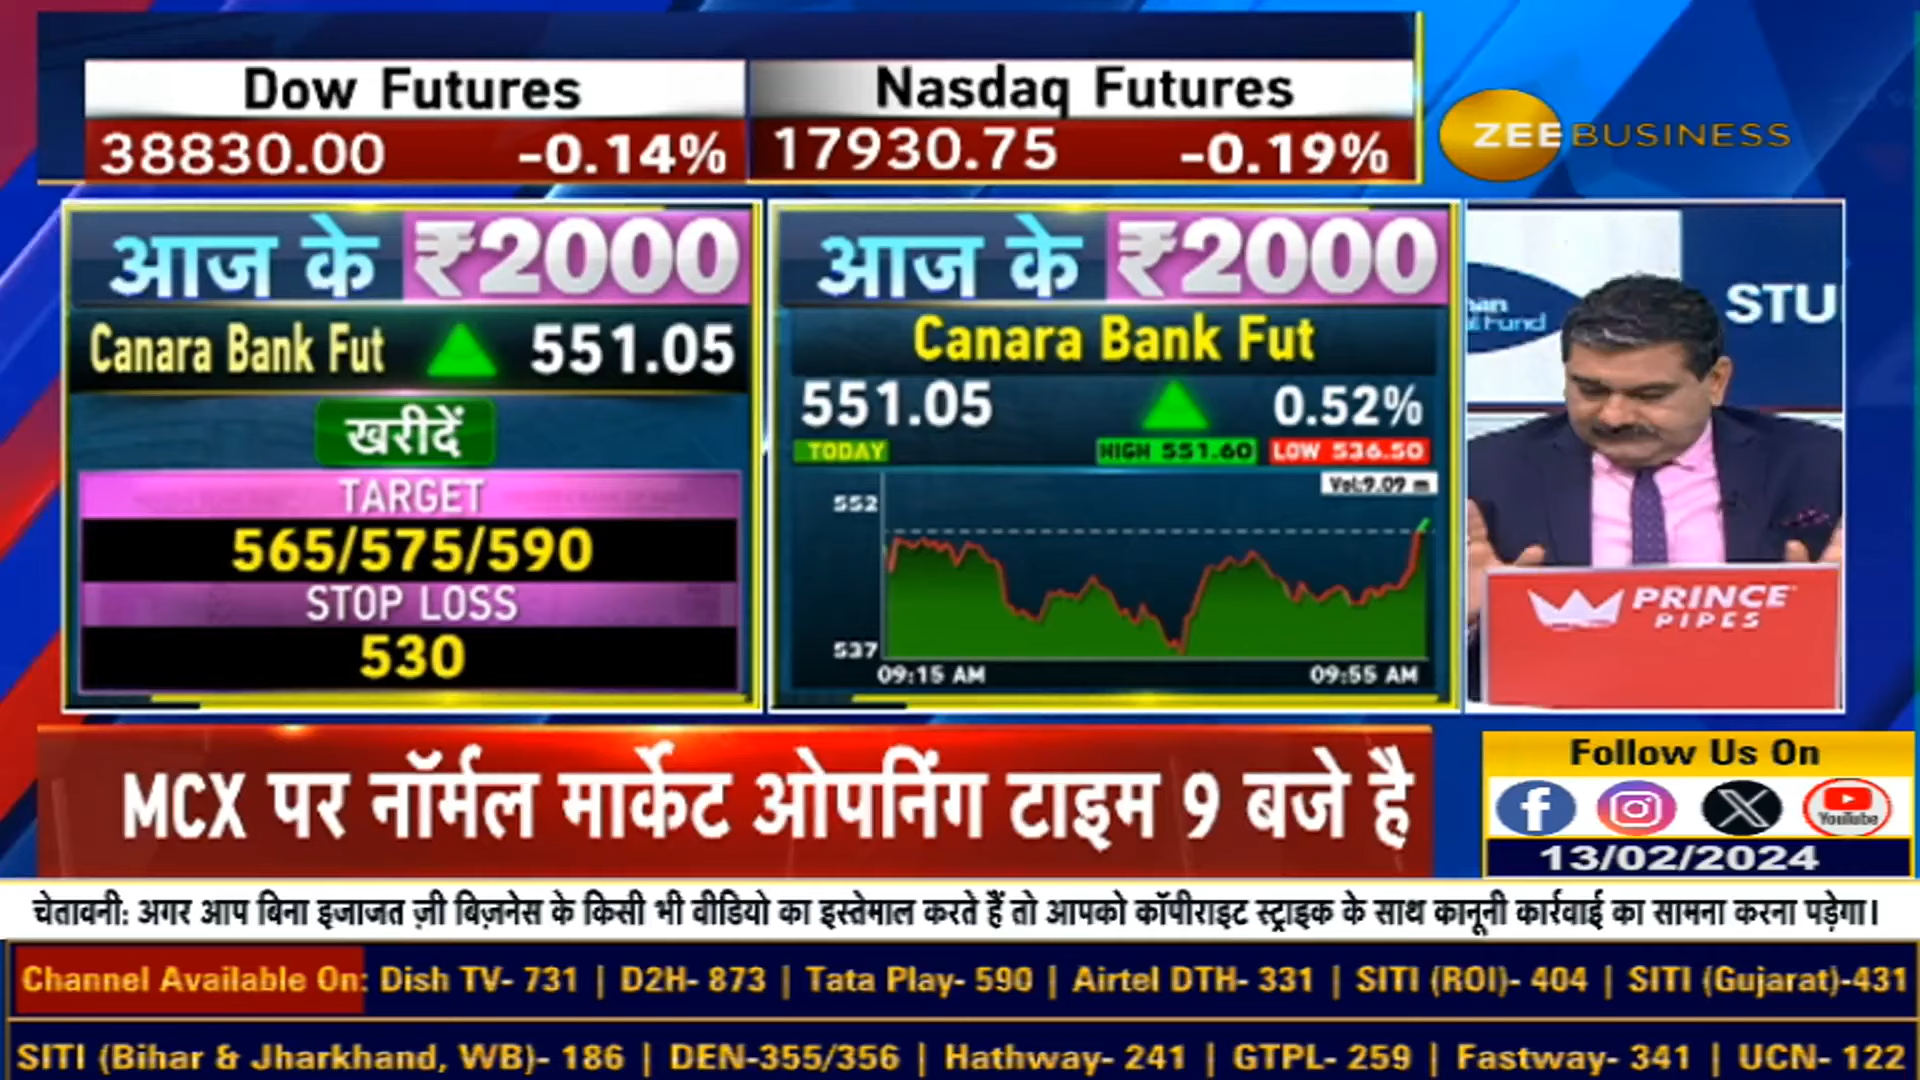 Dow Futures
38830.00 -0.14%
Nasdaq Futures
17930.75 -0.19%
ZEE BUSINESS
आज के ₹2000
Canara Bank Fut 551.05
खरीदें
TARGET
565/575/590
STOP LOSS
530
आज के ₹2000
Canara Bank Fut
551.05 0.52%
TODAY HIGH 551.60 LOW 536.50
Vol:9.09 m
552
537
09:15 AM 09:55 AM
STU
Fund
PRINCE
PIPES
MCX पर नॉर्मल मार्केट ओपनिंग टाइम 9 बजे है
Follow Us On
YouTube
13/02/2024
चेतावनी: अगर आप बिना इजाजत ज़ी बिज़नेस के किसी भी वीडियो का इस्तेमाल करते हैं तो आपको कॉपीराइट स्ट्राइक के साथ कानूनी कार्रवाई का सामना करना पड़ेगा।
Channel Available On: Dish TV- 731 | D2H- 873 | Tata Play- 590 | Airtel DTH- 331 | SITI (ROI)- 404 | SITI (Gujarat)-431
SITI (Bihar & Jharkhand, WB)- 186 | DEN-355/356 | Hathway- 241 | GTPL- 259 | Fastway- 341 | UCN- 122